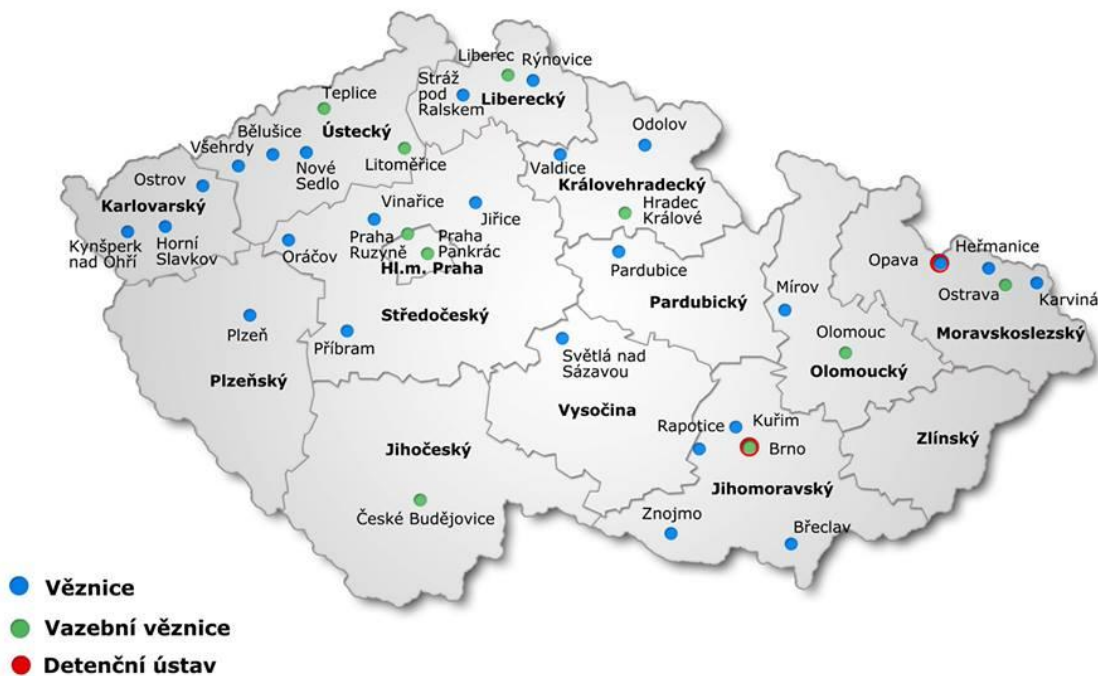 Liberec
Rýnovice
Stráž
pod
Ralskem
Liberecký
Teplice
Ústecký
Bělušice
Všehrdy
Nové
Sedlo
Litoměřice
Odolov
Valdice
Královehradecký
Hradec
Králové
Ostrov
Karlovarský
Kynšperk
nad Ohří
Horní
Slavkov
Vinařice
Jiřice
Praha
Ruzýně
Praha
Pankrác
Hl.m. Praha
Oráčov
Středočeský
Příbram
Plzeň
Plzeňský
Pardubice
Pardubický
Světlá nad
Sázavou
Vysočina
Opava
Heřmanice
Ostrava
Karviná
Moravskoslezský
Mírov
Olomouc
Olomoucký
Zlínský
Rapotice
Kuřim
Brno
Jihomoravský
Znojmo
Břeclav
Jihočeský
České Budějovice
Věznice
Vazební věznice
Detenční ústav